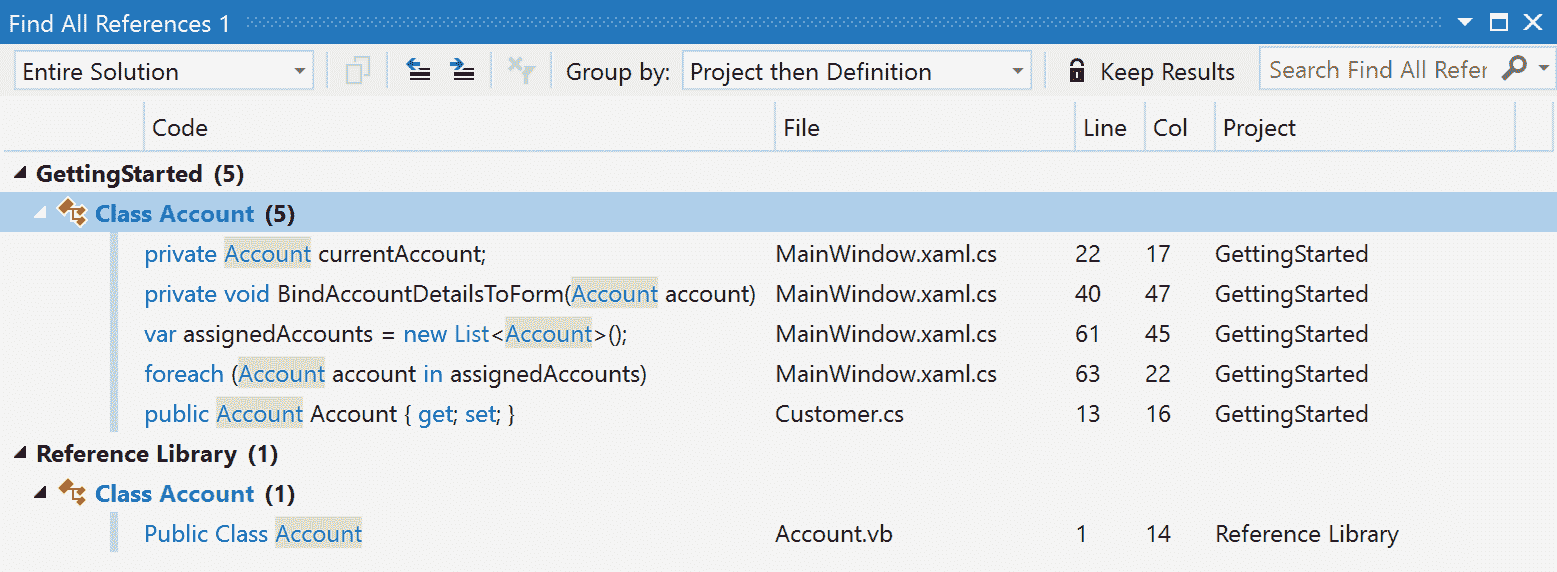 Find All References 1
Entire Solution Group by: Project then Definition Keep Results Search Find All Refer
Code File Line Col Project
GettingStarted (5)
Class Account (5)
private Account currentAccount; MainWindow.xaml.cs 22 17 GettingStarted
private void BindAccountDetailsToForm(Account account) MainWindow.xaml.cs 40 47 GettingStarted
var assignedAccounts = new List<Account>(); MainWindow.xaml.cs 61 45 GettingStarted
foreach (Account account in assignedAccounts) MainWindow.xaml.cs 63 22 GettingStarted
public Account Account { get; set; } Customer.cs 13 16 GettingStarted
Reference Library (1)
Class Account (1)
Public Class Account Account.vb 1 14 Reference Library